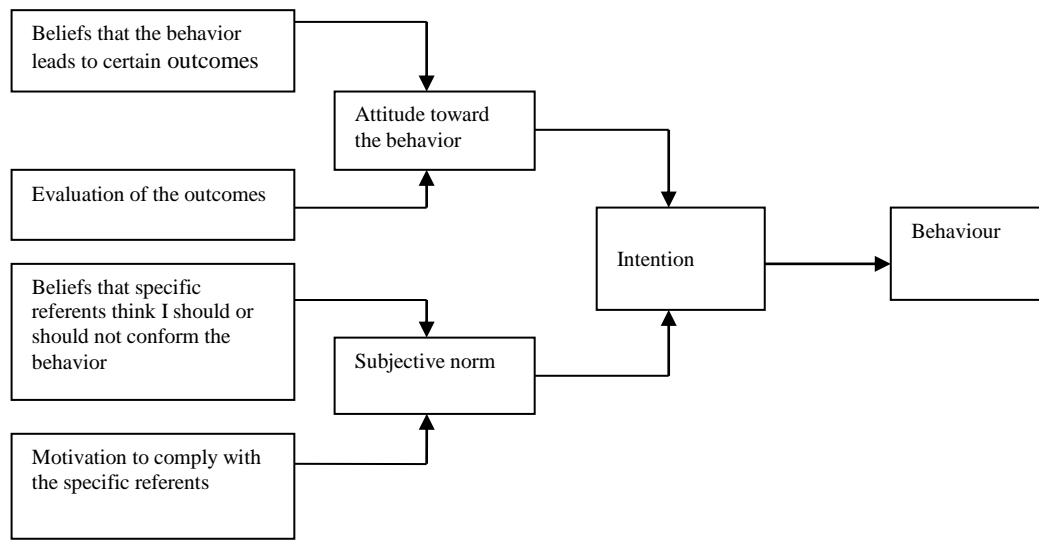 Beliefs that the behavior
leads to certain outcomes
Attitude toward
the behavior
Evaluation of the outcomes
Intention
Behaviour
Beliefs that specific
referents think I should or
should not conform the
behavior
Subjective norm
Motivation to comply with
the specific referents